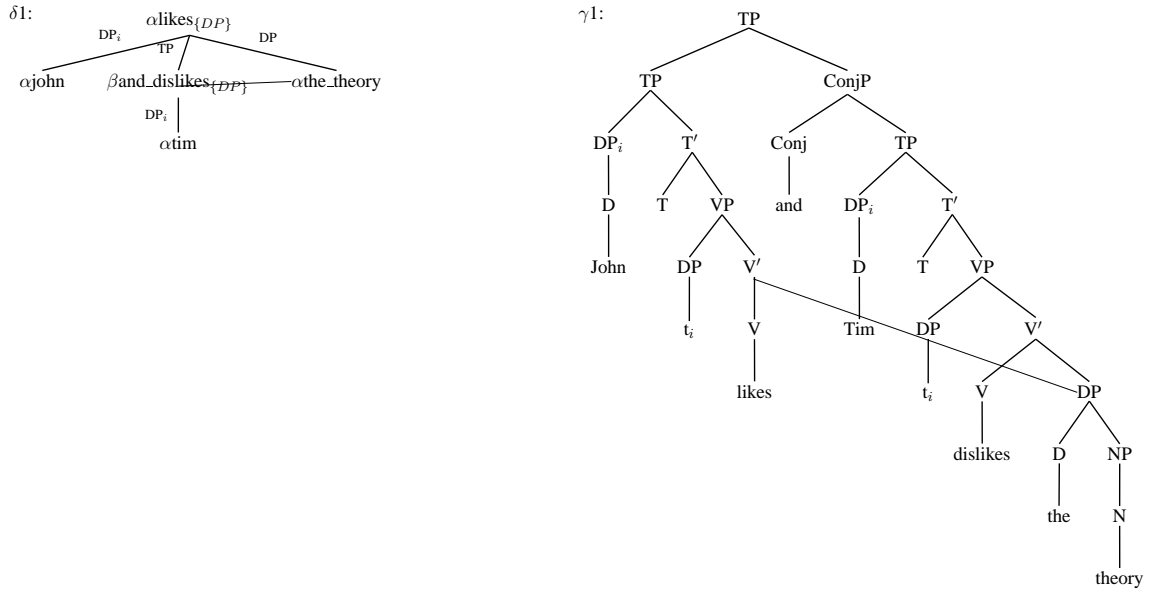 δ1:
αlikes{DP}
DPi TP DP
αjohn βand_dislikes{DP} αthe_theory
DPi
αtim
γ1:
TP
TP ConjP
DPi T′ Conj TP
D T VP and DPi T′
John DP V′ D T VP
ti V Tim DP V′
likes ti V DP
dislikes D NP
the N
theory